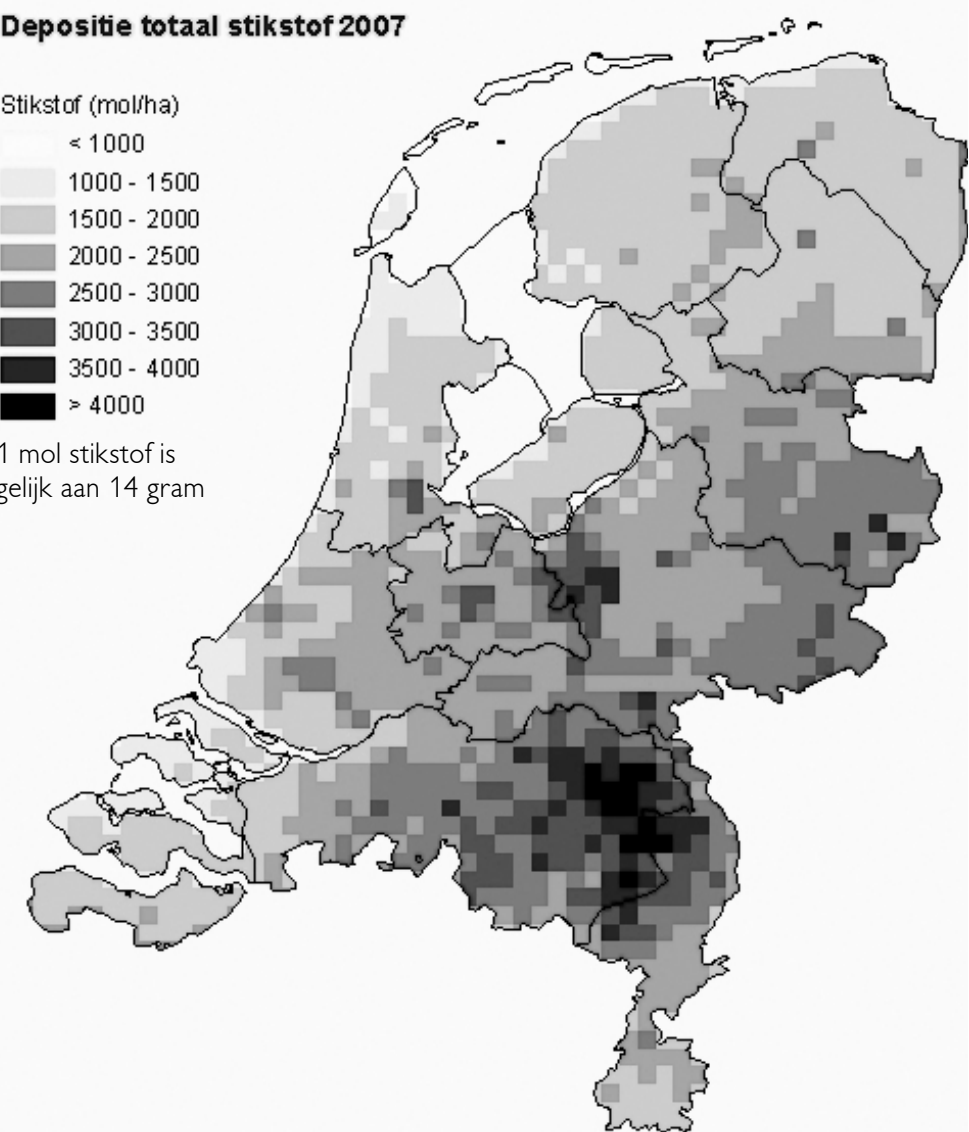 Depositie totaal stikstof 2007
Stikstof (mol/ha)
< 1000
1000 - 1500
1500 - 2000
2000 - 2500
2500 - 3000
3000 - 3500
3500 - 4000
> 4000
1 mol stikstof is
gelijk aan 14 gram